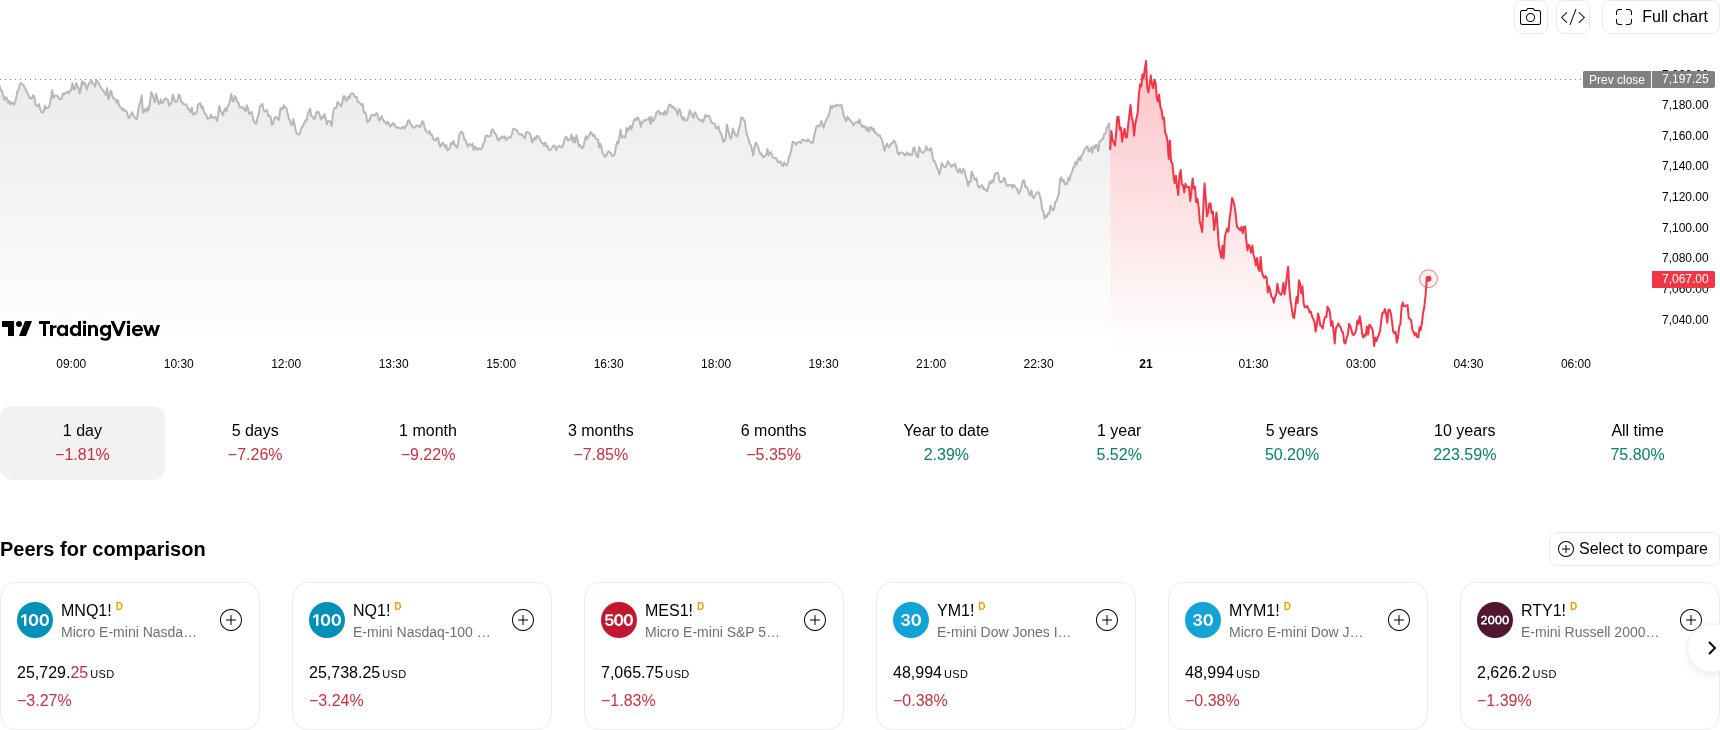 Full chart
Prev close 7,197.25
7,180.00
7,160.00
7,140.00
7,120.00
7,100.00
7,080.00
7,067.00
7,060.00
7,040.00
TradingView
09:00 10:30 12:00 13:30 15:00 16:30 18:00 19:30 21:00 22:30 21 01:30 03:00 04:30 06:00
1 day 5 days 1 month 3 months 6 months Year to date 1 year 5 years 10 years All time
−1.81% −7.26% −9.22% −7.85% −5.35% 2.39% 5.52% 50.20% 223.59% 75.80%
Peers for comparison
Select to compare
100 MNQ1! D
Micro E-mini Nasda…
25,729.25 USD
−3.27%
100 NQ1! D
E-mini Nasdaq-100 …
25,738.25 USD
−3.24%
500 MES1! D
Micro E-mini S&P 5…
7,065.75 USD
−1.83%
30 YM1! D
E-mini Dow Jones I…
48,994 USD
−0.38%
30 MYM1! D
Micro E-mini Dow J…
48,994 USD
−0.38%
2000 RTY1! D
E-mini Russell 2000…
2,626.2 USD
−1.39%